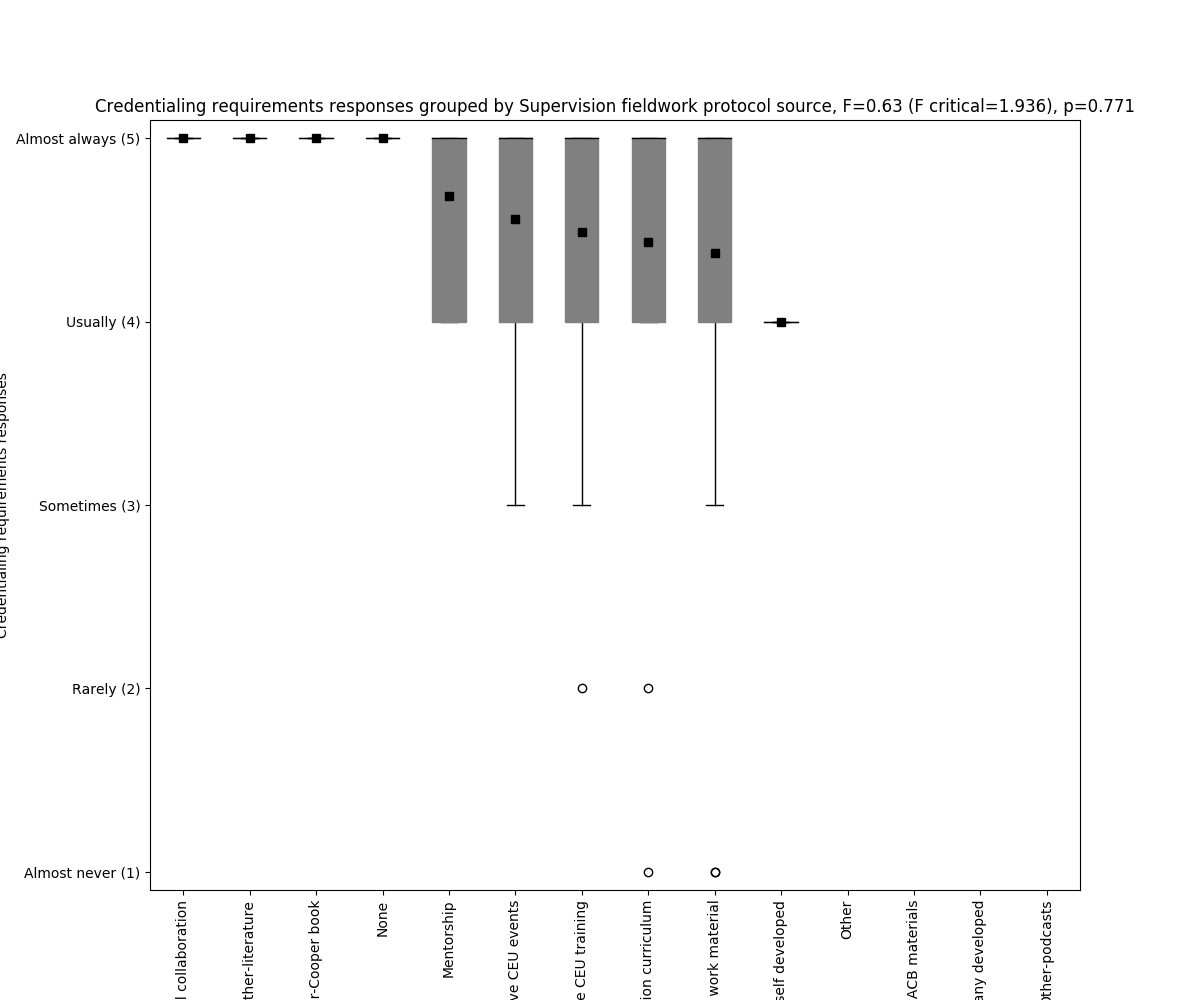 Credentialing requirements responses grouped by Supervision fieldwork protocol source, F=0.63 (F critical=1.936), p=0.771
Almost always (5)
Usually (4)
Sometimes (3)
Rarely (2)
Almost never (1)
Credentialing requirements responses
collaboration
ther-literature
r-Cooper book
None
Mentorship
ve CEU events
e CEU training
ion curriculum
work material
self developed
Other
ACB materials
any developed
Other-podcasts